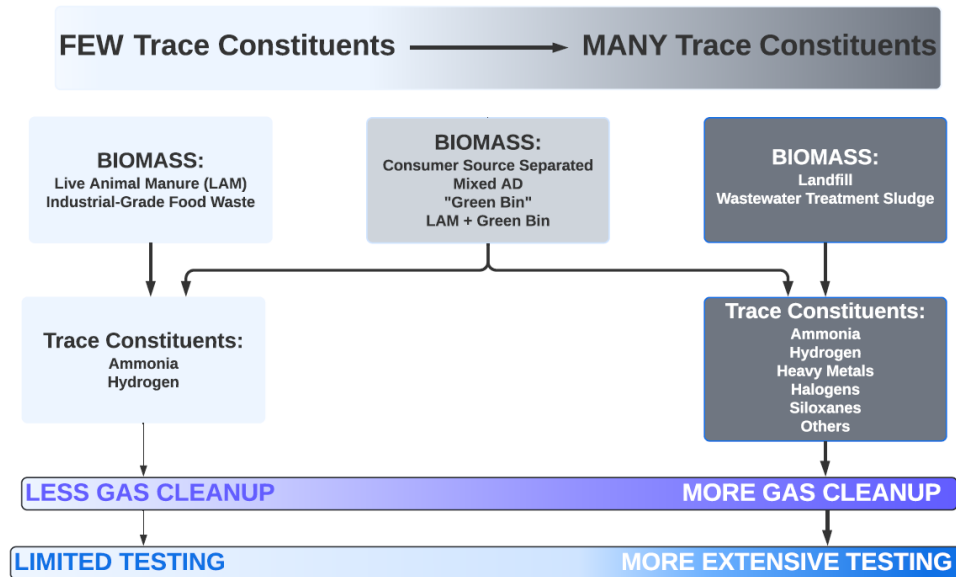 FEW Trace Constituents
MANY Trace Constituents
BIOMASS:
Live Animal Manure (LAM)
Industrial-Grade Food Waste
BIOMASS:
Consumer Source Separated
Mixed AD
"Green Bin"
LAM + Green Bin
BIOMASS:
Landfill
Wastewater Treatment Sludge
Trace Constituents:
Ammonia
Hydrogen
Trace Constituents:
Ammonia
Hydrogen
Heavy Metals
Halogens
Siloxanes
Others
LESS GAS CLEANUP
MORE GAS CLEANUP
LIMITED TESTING
MORE EXTENSIVE TESTING